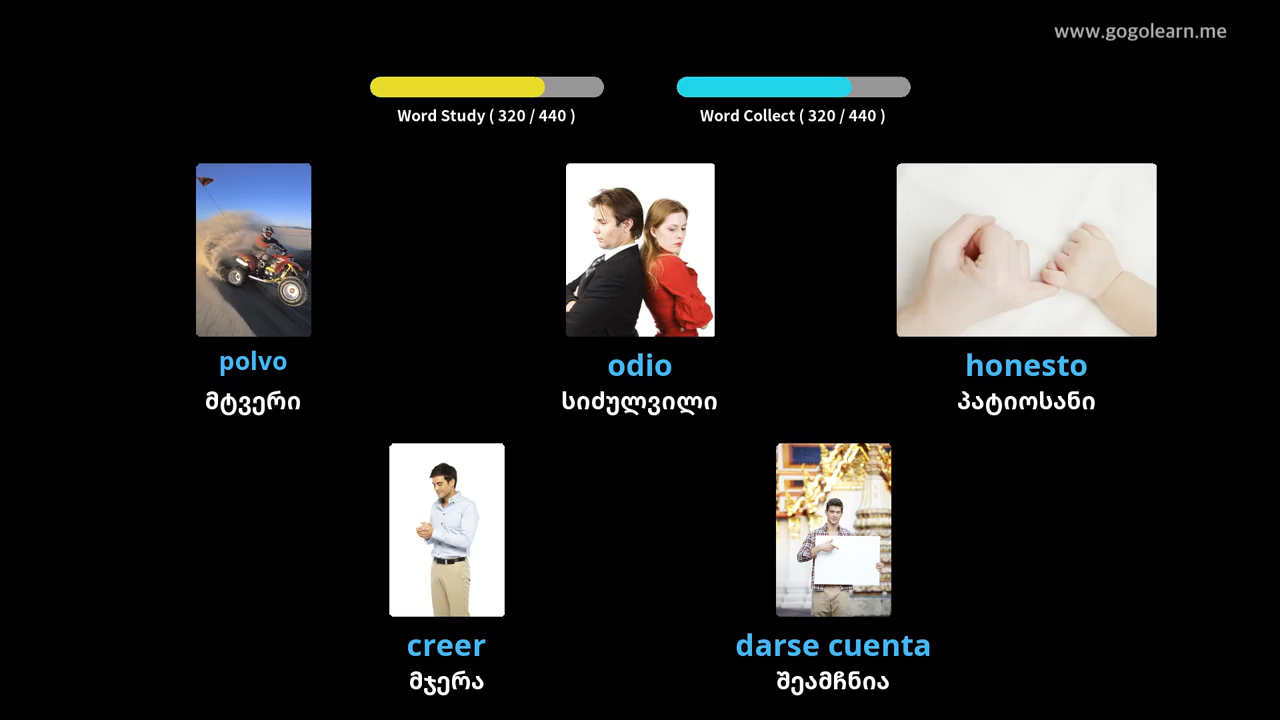 www.gogolearn.me
Word Study ( 320 / 440 )
Word Collect ( 320 / 440 )
polvo
მტვერი
odio
სიძულვილი
honesto
პატიოსანი
creer
მჯერა
darse cuenta
შეამჩნია